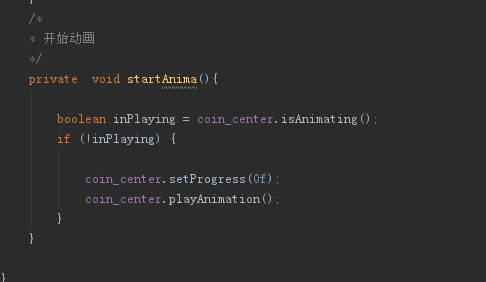 }
/*
* 开始动画
*/
private  void startAnima(){
boolean inPlaying = coin_center.isAnimating();
if (!inPlaying) {
coin_center.setProgress(0f);
coin_center.playAnimation();
}
}
}